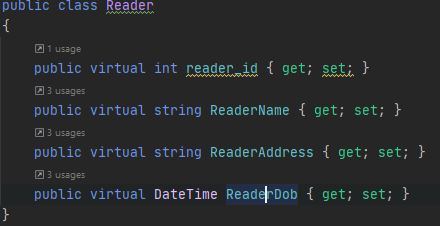 public class Reader
{
1 usage
public virtual int reader_id { get; set; }
3 usages
public virtual string ReaderName { get; set; }
3 usages
public virtual string ReaderAddress { get; set; }
3 usages
public virtual DateTime ReaderDob { get; set; }
}